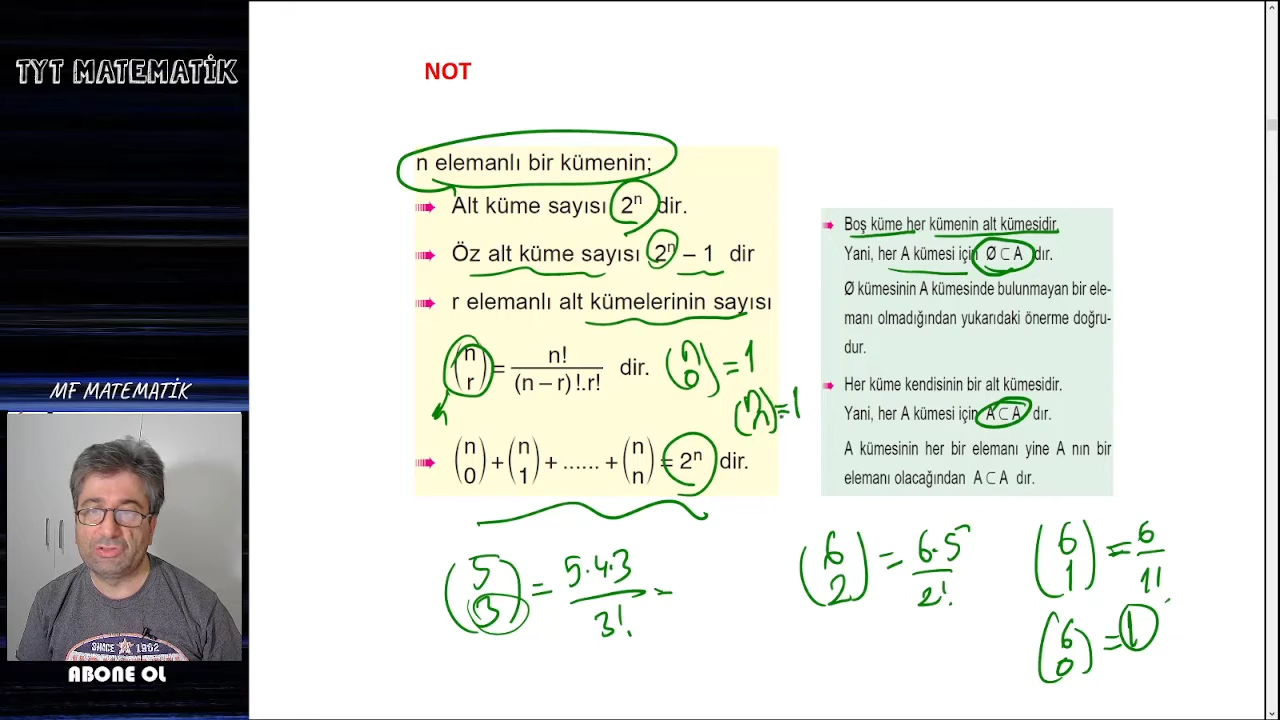 TYT MATEMATİK
MF MATEMATİK
SINCE ★ 1962
ABONE OL
NOT
n elemanlı bir kümenin;
Alt küme sayısı 2ⁿ dir.
Öz alt küme sayısı 2ⁿ – 1 dir
r elemanlı alt kümelerinin sayısı
(n r) = n! / (n – r) !.r! dir. (n 0) = 1
(n n) = 1
(n 0) + (n 1) + ...... + (n n) = 2ⁿ dir.
Boş küme her kümenin alt kümesidir.
Yani, her A kümesi için Ø ⊂ A dır.
Ø kümesinin A kümesinde bulunmayan bir ele-
manı olmadığından yukarıdaki önerme doğru-
dur.
Her küme kendisinin bir alt kümesidir.
Yani, her A kümesi için A ⊂ A dır.
A kümesinin her bir elemanı yine A nın bir
elemanı olacağından A ⊂ A dır.
(5 3) = 5.4.3 / 3! =
(6 2) = 6.5 / 2!
(6 1) = 6 / 1!
(6 0) = 1